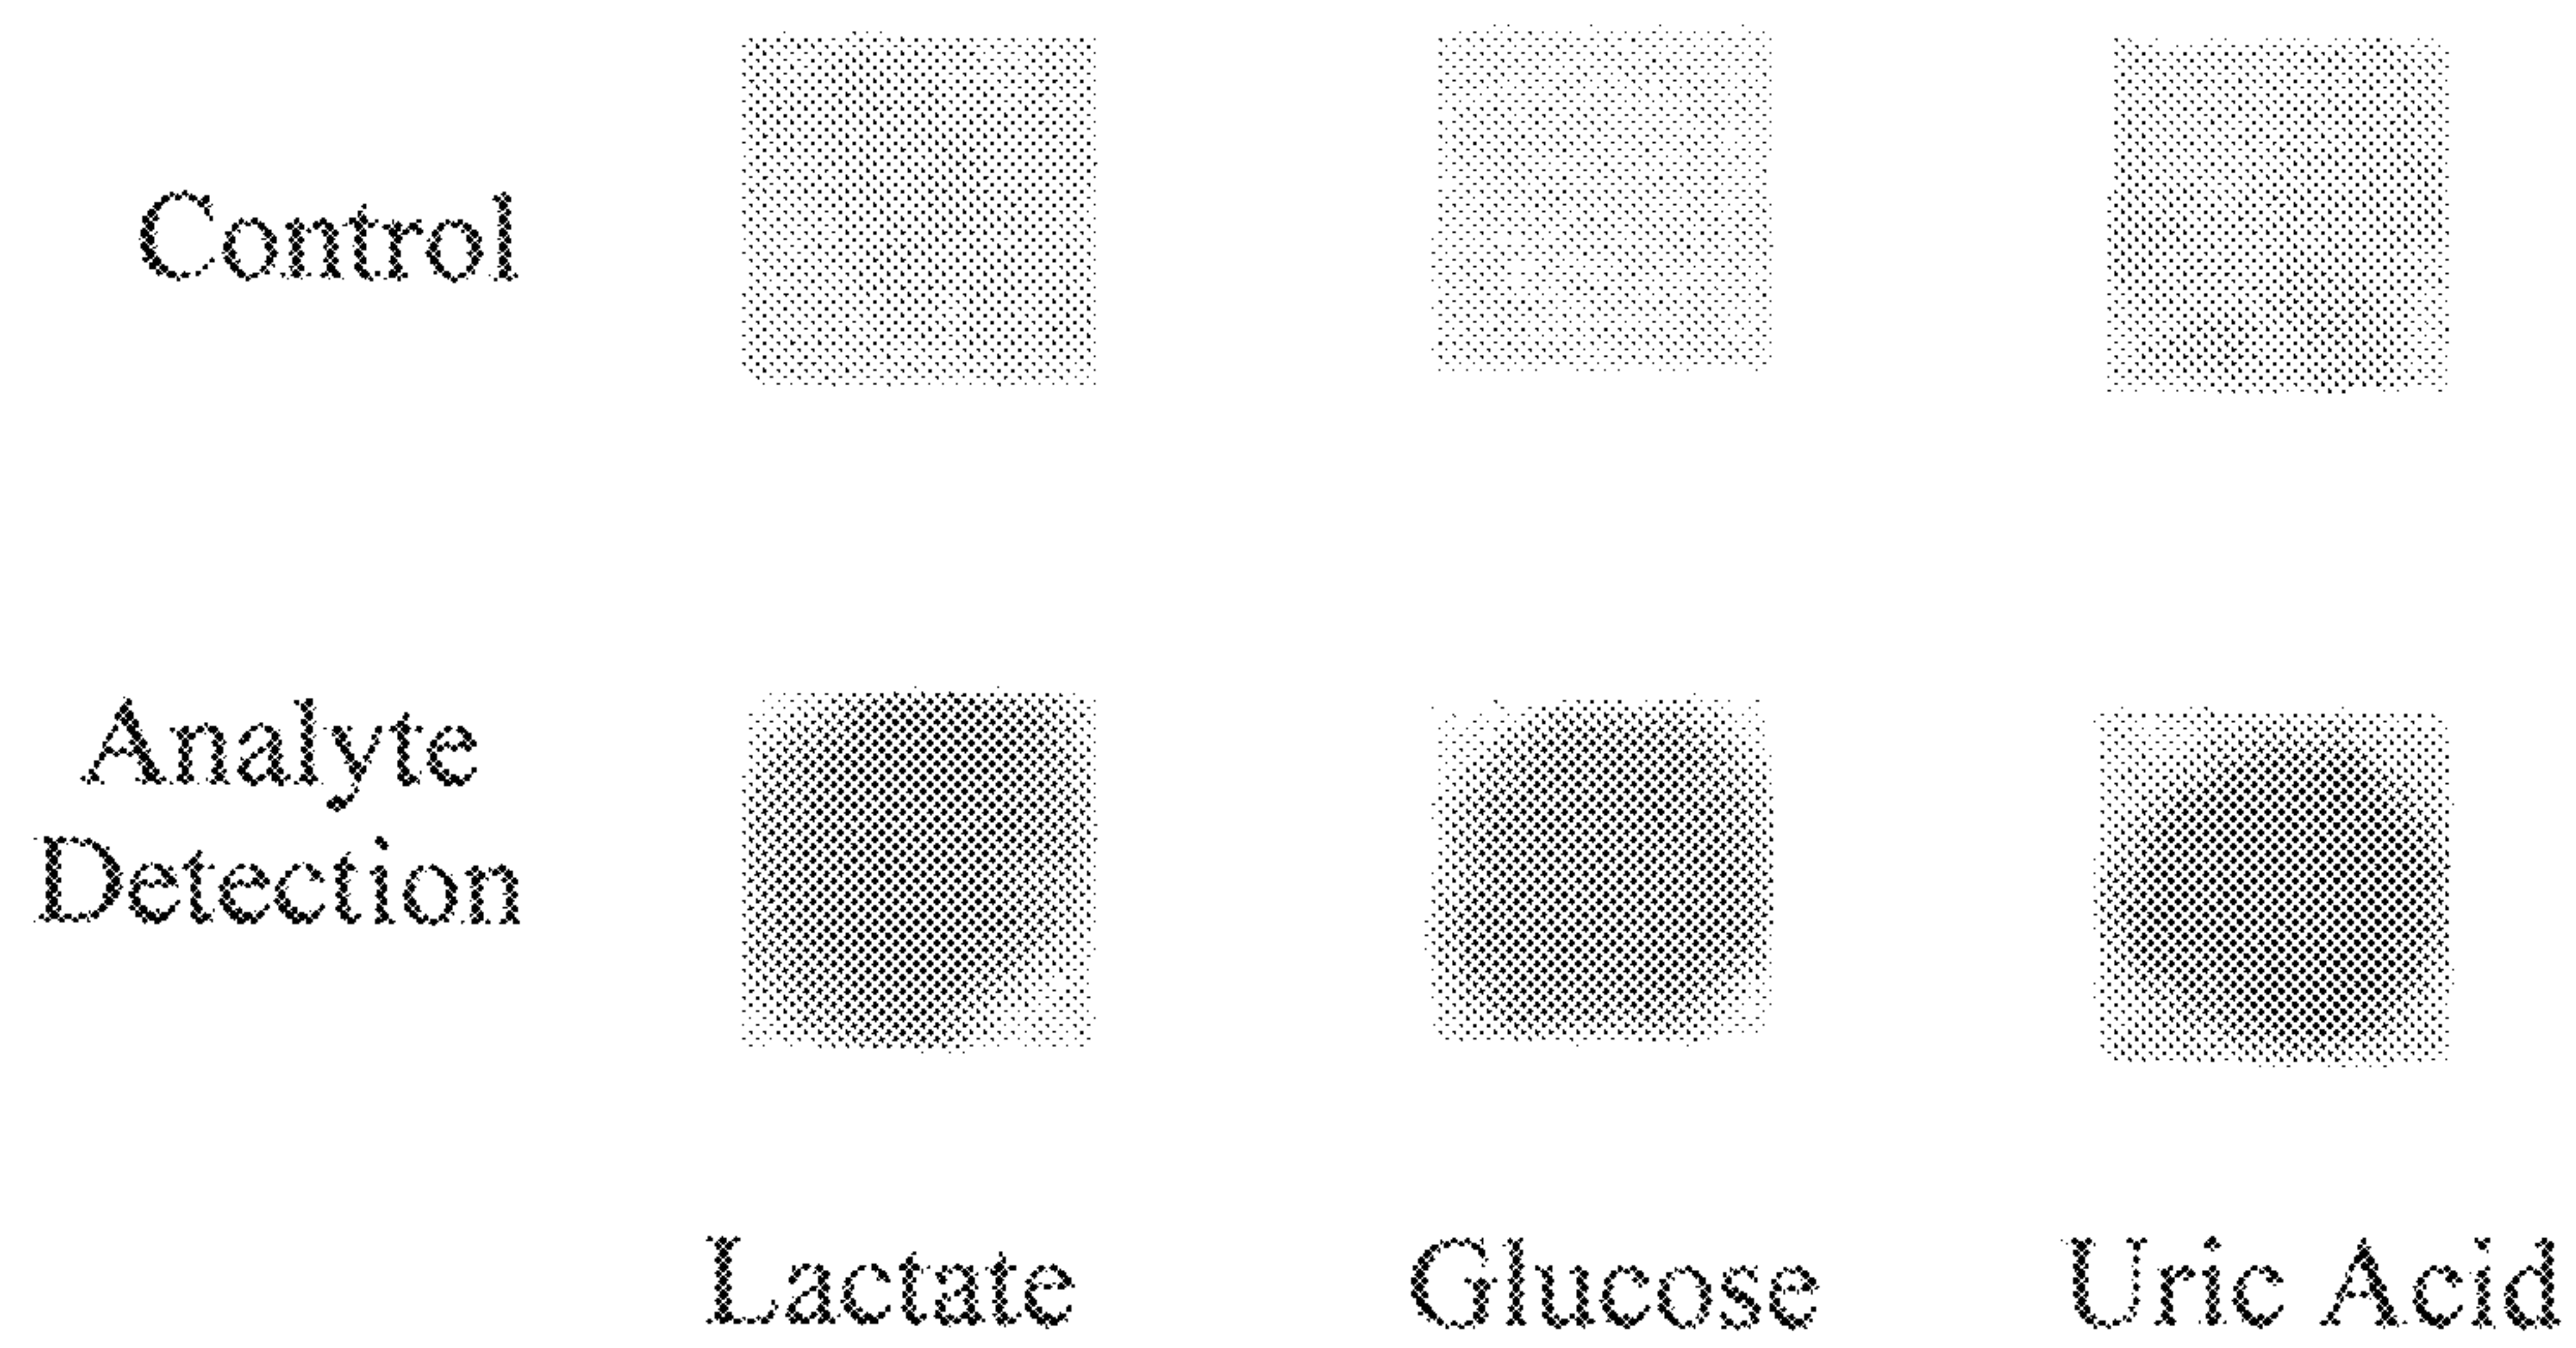 Control
Analyte
Detection
Lactate Glucose Uric Acid